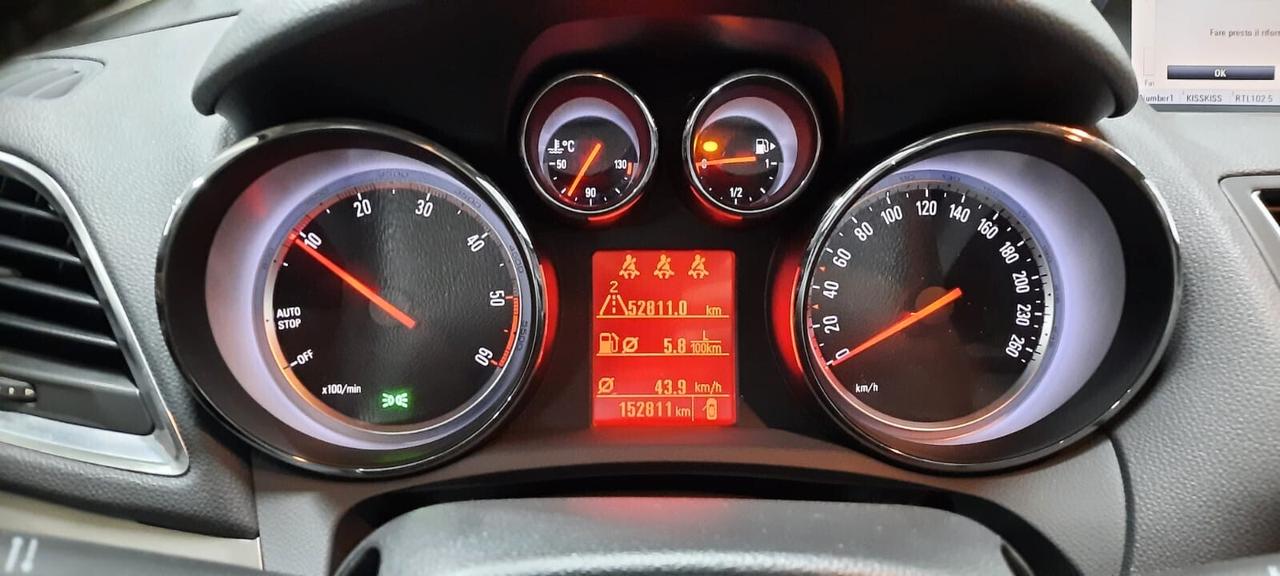 Fare presto il rifor
OK
Number1 KISSKISS RTL102.5
°C
50 130
90
0 1
1/2
10 20 30 40 50 60
AUTO
STOP
OFF
x100/min
2
52811.0 km
5.8 L/100km
Ø 43.9 km/h
152811 km
0 20 40 60 80 100 120 140 160 180 200 220 230 260
km/h